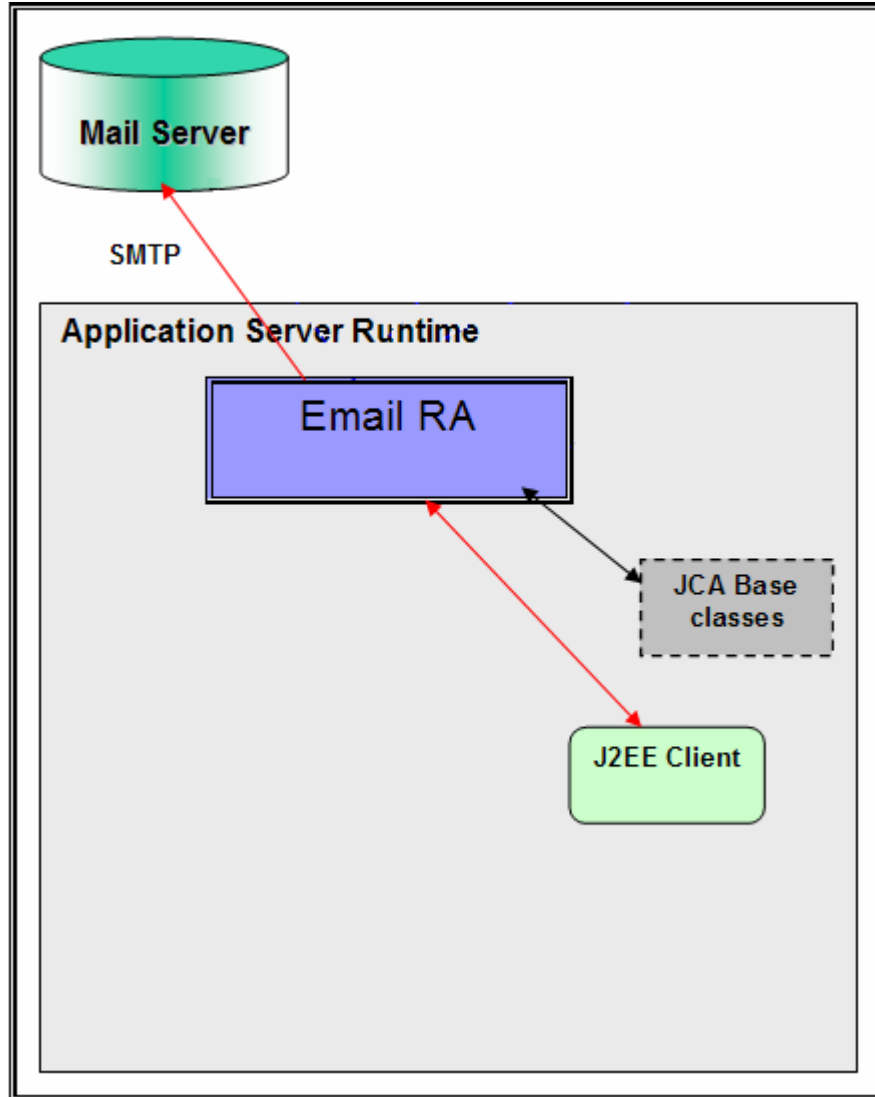 Mail Server
SMTP
Application Server Runtime
Email RA
JCA Base
classes
J2EE Client